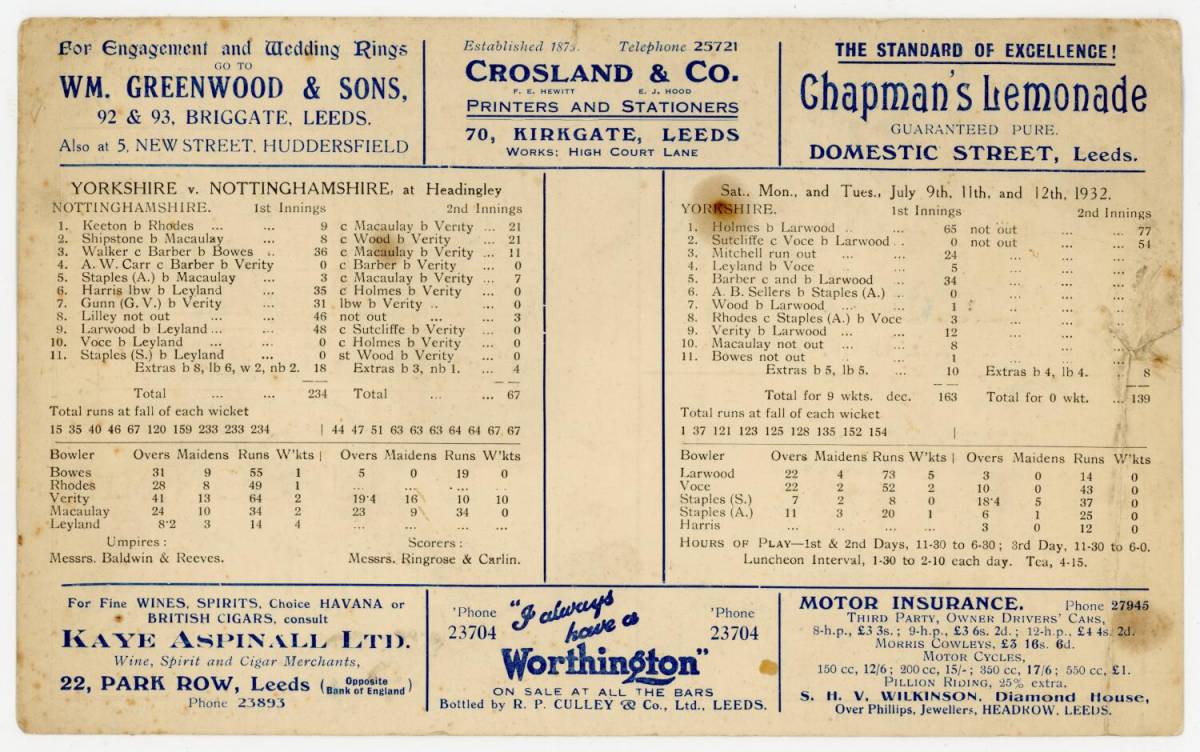 For Engagement and Wedding Rings
GO TO
WM. GREENWOOD & SONS,
92 & 93, BRIGGATE, LEEDS.
Also at 5, NEW STREET, HUDDERSFIELD
Established 1873. Telephone 25721
CROSLAND & CO.
F. E. HEWITT E. J. HOOD
PRINTERS AND STATIONERS
70, KIRKGATE, LEEDS
WORKS: HIGH COURT LANE
THE STANDARD OF EXCELLENCE!
Chapman's Lemonade
GUARANTEED PURE.
DOMESTIC STREET, Leeds.
YORKSHIRE v. NOTTINGHAMSHIRE, at Headingley
NOTTINGHAMSHIRE. 1st Innings 2nd Innings
1. Keeton b Rhodes ... ... 9 c Macaulay b Verity ... 21
2. Shipstone b Macaulay ... 8 c Wood b Verity ... 21
3. Walker c Barber b Bowes .. 36 c Macaulay b Verity ... 11
4. A. W. Carr c Barber b Verity 0 c Barber b Verity ... 0
5. Staples (A.) b Macaulay ... 3 c Macaulay b Verity ... 7
6. Harris lbw b Leyland ... 35 c Holmes b Verity ... 0
7. Gunn (G. V.) b Verity ... 31 lbw b Verity .. ... 0
8. Lilley not out ... ... 46 not out ... ... 3
9. Larwood b Leyland ... ... 48 c Sutcliffe b Verity ... 0
10. Voce b Leyland ... ... 0 c Holmes b Verity ... 0
11. Staples (S.) b Leyland ... 0 st Wood b Verity ... 0
Extras b 8, lb 6, w 2, nb 2. 18 Extras b 3, nb 1. ... 4
Total ... ... 234 Total ... ... 67
Total runs at fall of each wicket
15 35 40 46 67 120 159 233 233 234 | 44 47 51 63 63 63 64 64 67 67
Bowler Overs Maidens Runs W'kts | Overs Maidens Runs W'kts
Bowes 31 9 55 1 5 0 19 0
Rhodes 28 8 49 1 ... ... ... ...
Verity 41 13 64 2 19·4 16 10 10
Macaulay 24 10 34 2 23 9 34 0
Leyland 8·2 3 14 4 ... ... ... ...
Umpires: Scorers:
Messrs. Baldwin & Reeves. Messrs. Ringrose & Carlin.
Sat., Mon., and Tues., July 9th, 11th, and 12th, 1932.
YORKSHIRE. 1st Innings 2nd Innings
1. Holmes b Larwood .. ... 65 not out ... ... 77
2. Sutcliffe c Voce b Larwood .. 0 not out ... ... 54
3. Mitchell run out ... ... 24 ... ... ...
4. Leyland b Voce ... ... 5 ... ... ...
5. Barber c and b Larwood ... 34 ... ... ...
6. A. B. Sellers b Staples (A.) .. 0 ... ... ...
7. Wood b Larwood ... ... 1 ... ... ...
8. Rhodes c Staples (A.) b Voce 3 ... ... ...
9. Verity b Larwood ... ... 12 ... ... ...
10. Macaulay not out ... ... 8 ... ... ...
11. Bowes not out .. ... 1 ... ... ...
Extras b 5, lb 5. ... 10 Extras b 4, lb 4. .. 8
Total for 9 wkts. dec. 163 Total for 0 wkt. ... 139
Total runs at fall of each wicket
1 37 121 123 125 128 135 152 154 |
Bowler Overs Maidens Runs W'kts | Overs Maidens Runs W'kts
Larwood 22 4 73 5 3 0 14 0
Voce 22 2 52 2 10 0 43 0
Staples (S.) 7 2 8 0 18·4 5 37 0
Staples (A.) 11 3 20 1 6 1 25 0
Harris ... ... ... .. 3 0 12 0
HOURS OF PLAY—1st & 2nd Days, 11-30 to 6-30; 3rd Day, 11-30 to 6-0.
Luncheon Interval, 1-30 to 2-10 each day. Tea, 4-15.
For Fine WINES, SPIRITS, Choice HAVANA or
BRITISH CIGARS, consult
KAYE ASPINALL LTD.
Wine, Spirit and Cigar Merchants,
22, PARK ROW, Leeds (Opposite Bank of England)
Phone 23893
'Phone 23704 "I always have a 'Phone 23704
Worthington"
ON SALE AT ALL THE BARS
Bottled by R. P. CULLEY & Co., Ltd., LEEDS.
MOTOR INSURANCE. Phone 27945
THIRD PARTY, OWNER DRIVERS' CARS,
8-h.p., £3 3s.; 9-h.p., £3 6s. 2d.; 12-h.p., £4 4s. 2d.
MORRIS COWLEYS, £3 16s. 6d.
MOTOR CYCLES,
150 cc, 12/6; 200 cc, 15/-; 350 cc, 17/6; 550 cc, £1.
PILLION RIDING, 25% extra.
S. H. V. WILKINSON, Diamond House,
Over Phillips, Jewellers, HEADROW, LEEDS.